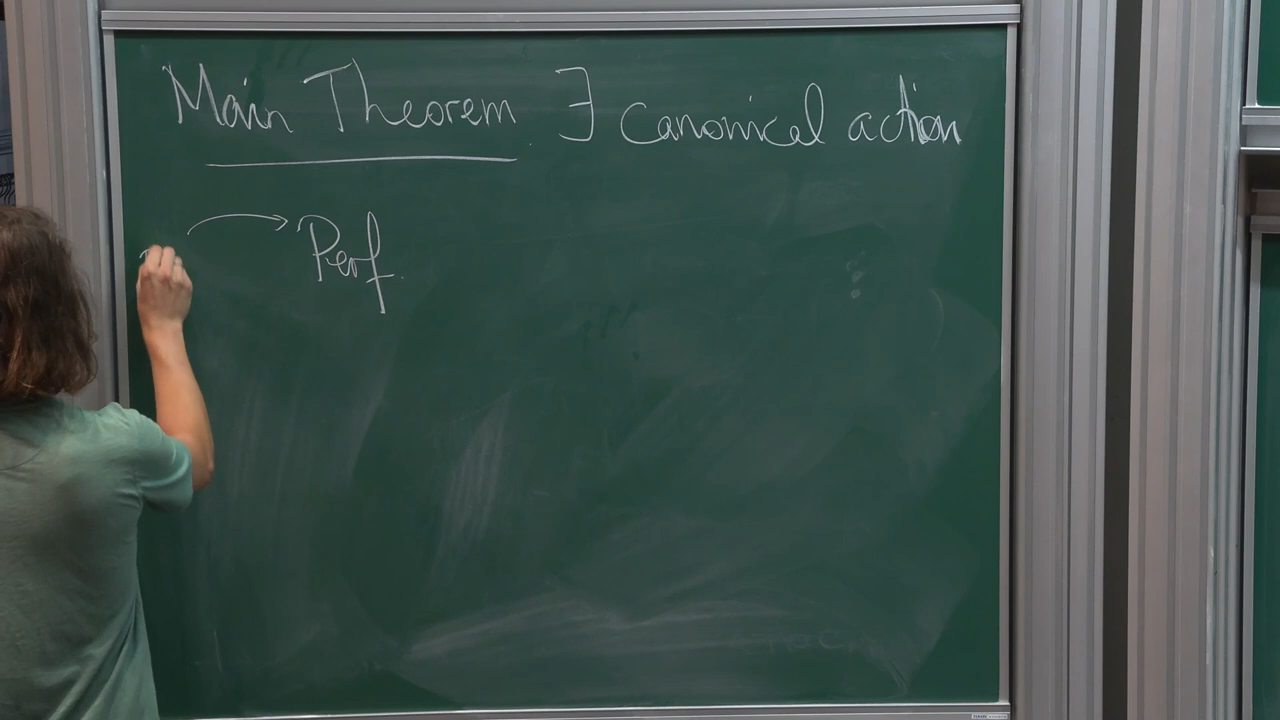 Main Theorem ∃ canonical action
Perf